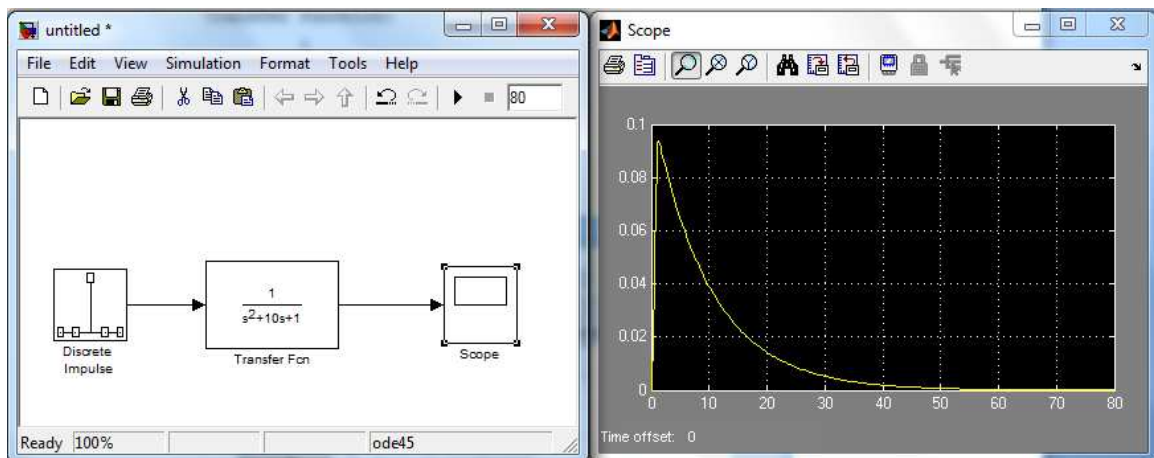 untitled *
File Edit View Simulation Format Tools Help
80
1
s²+10s+1
Discrete
Impulse
Transfer Fcn
Scope
Ready 100% ode45
Scope
0.1
0.08
0.06
0.04
0.02
0
0 10 20 30 40 50 60 70 80
Time offset: 0